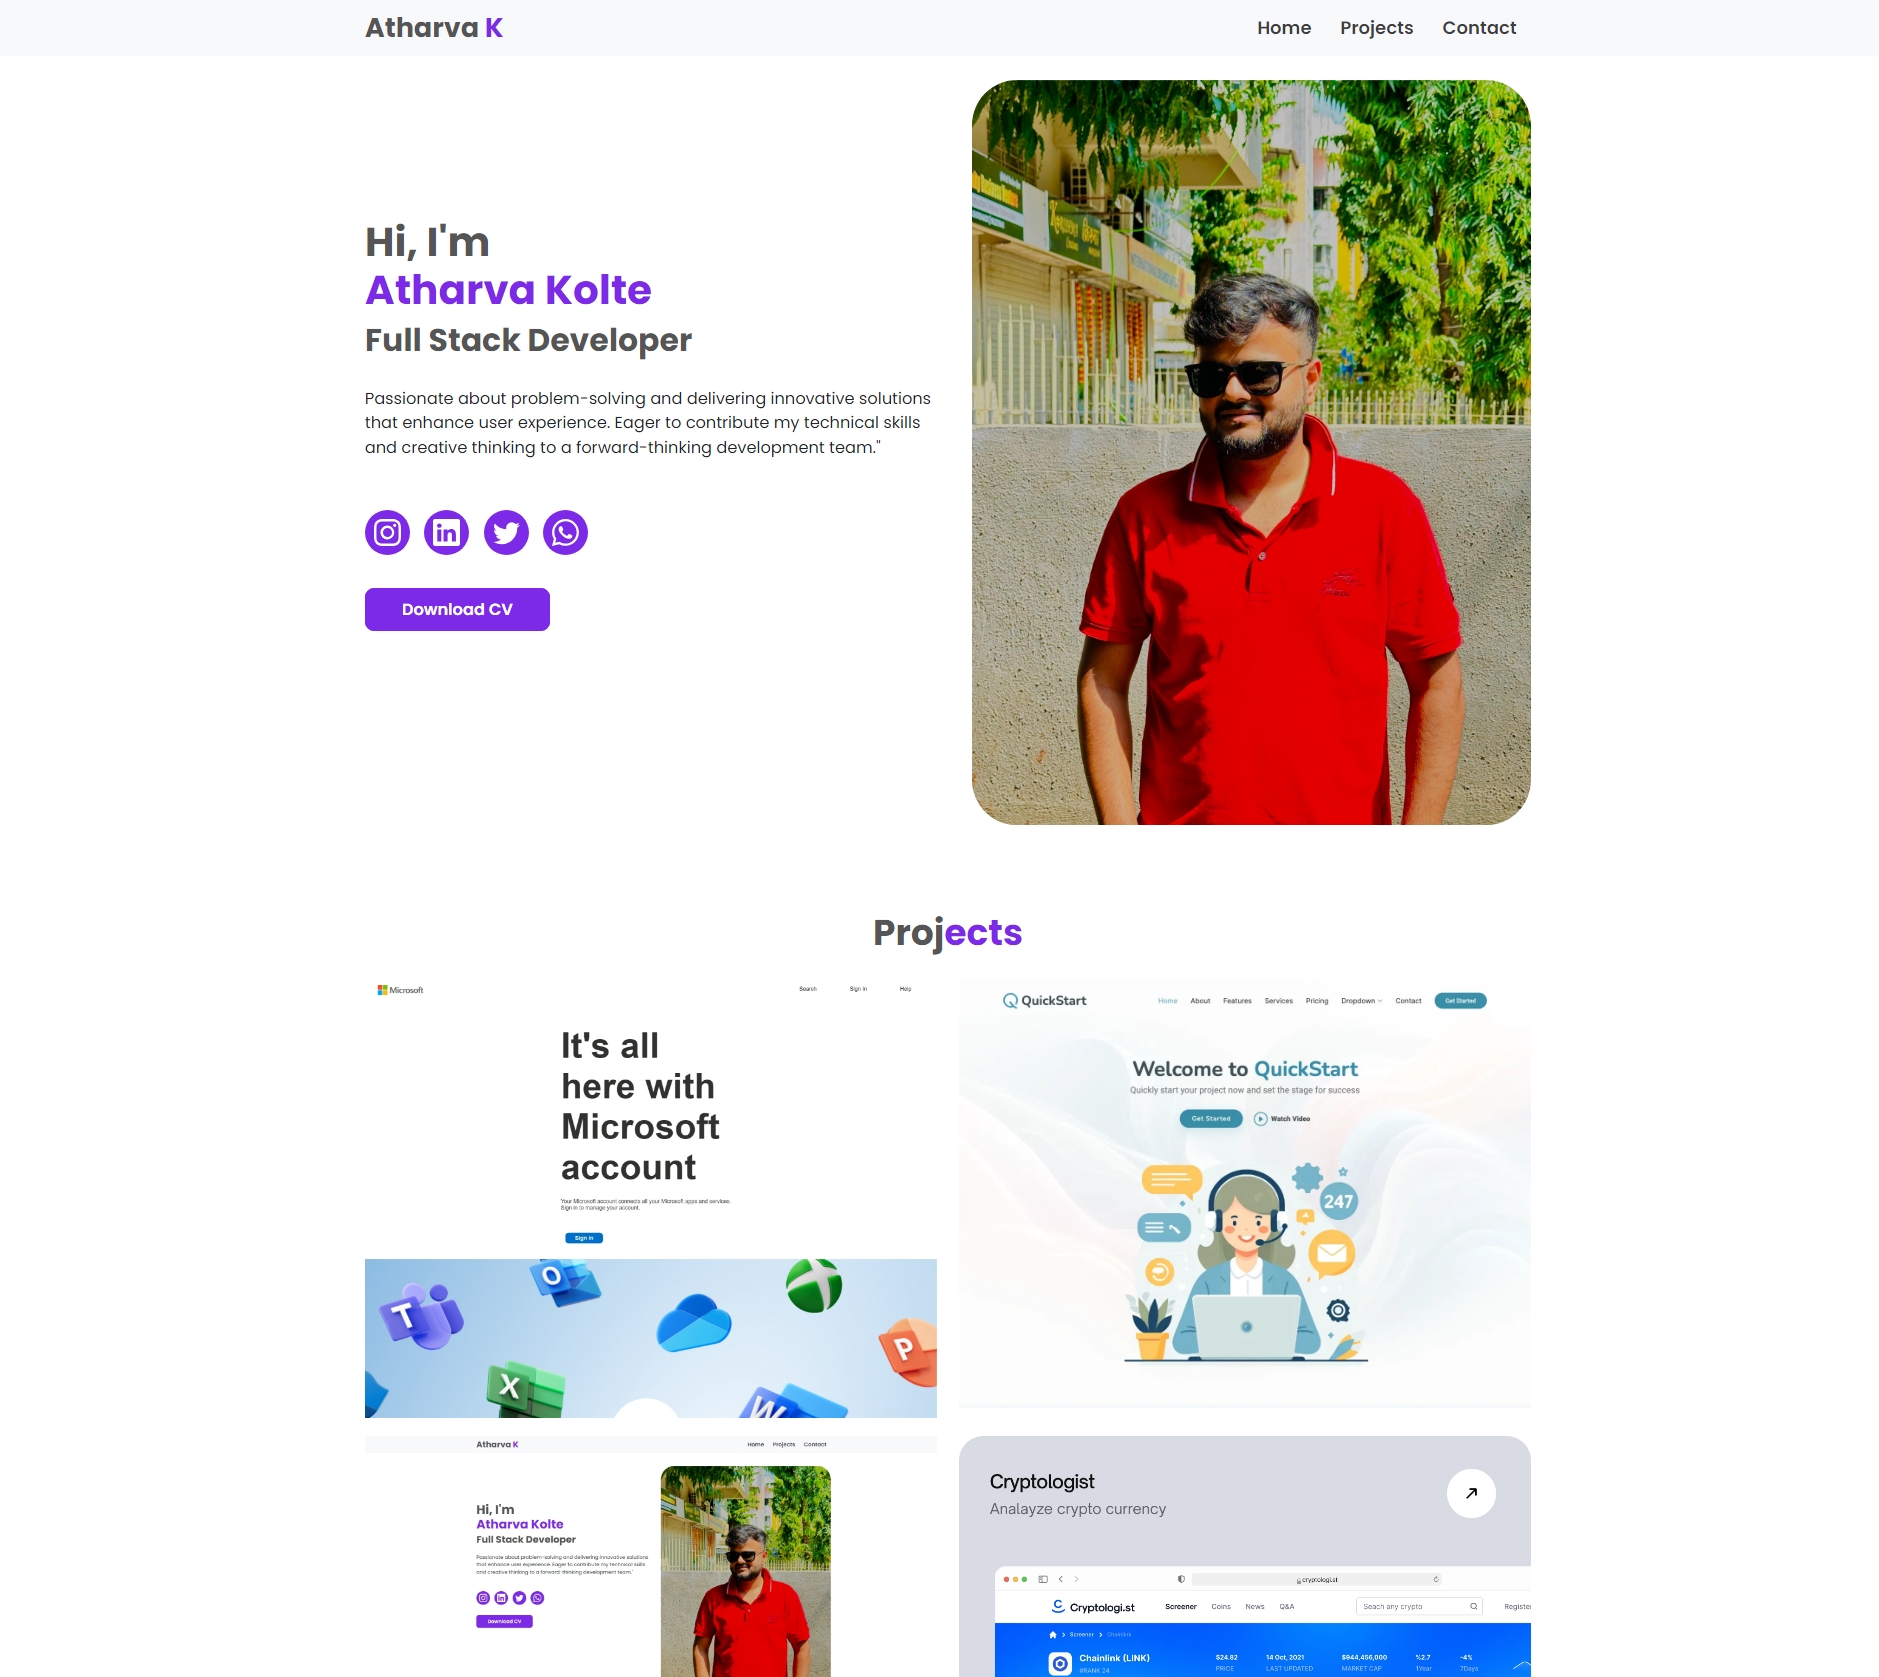 Atharva K
Home Projects Contact
Hi, I'm
Atharva Kolte
Full Stack Developer
Passionate about problem-solving and delivering innovative solutions
that enhance user experience. Eager to contribute my technical skills
and creative thinking to a forward-thinking development team."
Download CV
Projects
Microsoft
Search Sign In Help
It's all
here with
Microsoft
account
Your Microsoft account connects all your Microsoft apps and services.
Sign in to manage your account.
Sign in
T
O
X
W
P
QuickStart
Home About Features Services Pricing Dropdown Contact Get Started
Welcome to QuickStart
Quickly start your project now and set the stage for success
Get Started Watch Video
247
Atharva K
Home Projects Contact
Hi, I'm
Atharva Kolte
Full Stack Developer
Passionate about problem-solving and delivering innovative solutions
that enhance user experience. Eager to contribute my technical skills
and creative thinking to a forward-thinking development team."
Download CV
Cryptologist
Analayze crypto currency
cryptologi.st
Cryptologi.st
Screener Coins News Q&A
Seach any crypto
Register
Screener Chainlink
Chainlink (LINK)
#RANK 24
$24.82 14 Oct, 2021 $944,456,000 %2.7 -4%
PRICE LAST UPDATED MARKET CAP 1Year 7Days